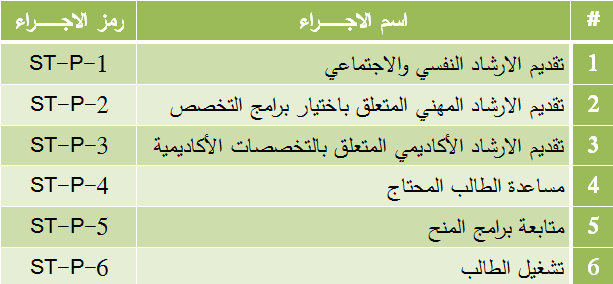 # اسم الاجـــــراء رمز الاجـــــراء
1 تقديم الارشاد النفسي والاجتماعي ST-P-1
2 تقديم الارشاد المهني المتعلق باختيار برامج التخصص ST-P-2
3 تقديم الارشاد الأكاديمي المتعلق بالتخصصات الأكاديمية ST-P-3
4 مساعدة الطالب المحتاج ST-P-4
5 متابعة برامج المنح ST-P-5
6 تشغيل الطالب ST-P-6